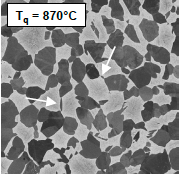 T_q = 870°C